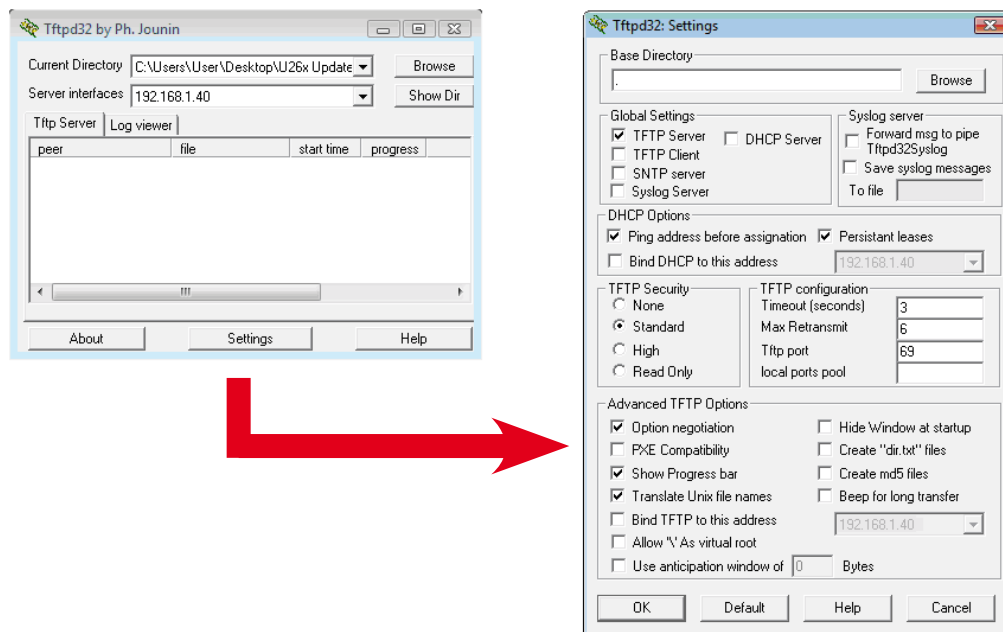 Tftpd32 by Ph. Jounin
Current Directory C:\Users\User\Desktop\U26x Update Browse
Server interfaces 192.168.1.40 Show Dir
Tftp Server Log viewer
peer file start time progress
About Settings Help
Tftpd32: Settings
Base Directory
. Browse
Global Settings
TFTP Server DHCP Server
TFTP Client
SNTP server
Syslog Server
Syslog server
Forward msg to pipe
Tftpd32Syslog
Save syslog messages
To file
DHCP Options
Ping address before assignation Persistant leases
Bind DHCP to this address 192.168.1.40
TFTP Security
None
Standard
High
Read Only
TFTP configuration
Timeout (seconds) 3
Max Retransmit 6
Tftp port 69
local ports pool
Advanced TFTP Options
Option negotiation Hide Window at startup
PXE Compatibility Create "dir.txt" files
Show Progress bar Create md5 files
Translate Unix file names Beep for long transfer
Bind TFTP to this address 192.168.1.40
Allow '\' As virtual root
Use anticipation window of 0 Bytes
OK Default Help Cancel